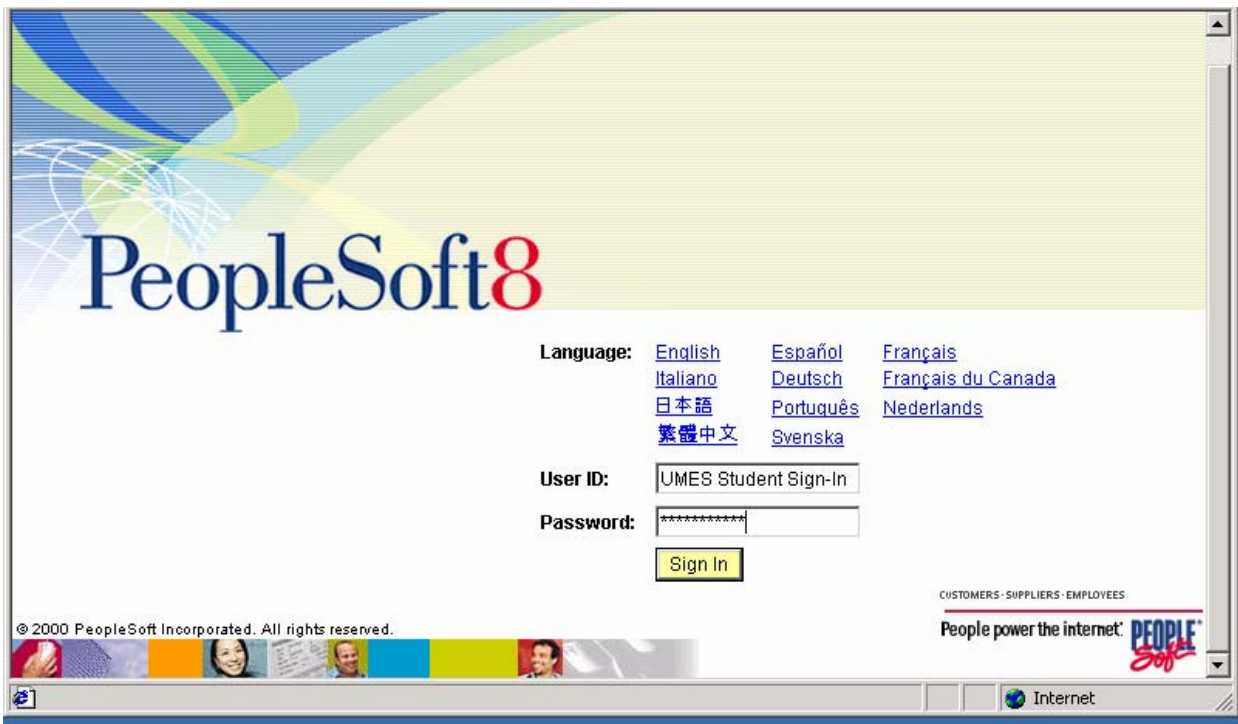 PeopleSoft8
Language: English Español Français
Italiano Deutsch Français du Canada
日本語 Português Nederlands
繁體中文 Svenska
User ID: UMES Student Sign-In
Password: ***********
Sign In
CUSTOMERS·SUPPLIERS·EMPLOYEES
© 2000 PeopleSoft Incorporated. All rights reserved.
People power the internet.
PEOPLE
Soft
Internet